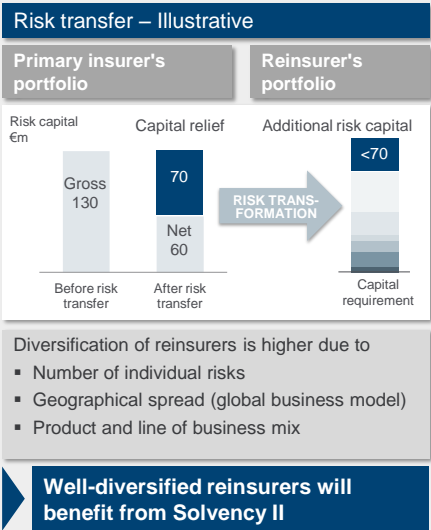 Risk transfer – Illustrative
Primary insurer's
portfolio
Reinsurer's
portfolio
Risk capital
€m
Capital relief
Additional risk capital
Gross
130
70
Net
60
RISK TRANS-
FORMATION
<70
Before risk
transfer
After risk
transfer
Capital
requirement
Diversification of reinsurers is higher due to
▪ Number of individual risks
▪ Geographical spread (global business model)
▪ Product and line of business mix
Well-diversified reinsurers will
benefit from Solvency II